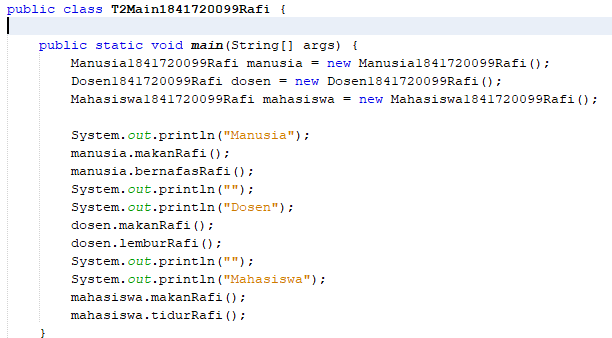 public class T2Main1841720099Rafi {
public static void main(String[] args) {
Manusia1841720099Rafi manusia = new Manusia1841720099Rafi();
Dosen1841720099Rafi dosen = new Dosen1841720099Rafi();
Mahasiswa1841720099Rafi mahasiswa = new Mahasiswa1841720099Rafi();
System.out.println("Manusia");
manusia.makanRafi();
manusia.bernafasRafi();
System.out.println("");
System.out.println("Dosen");
dosen.makanRafi();
dosen.lemburRafi();
System.out.println("");
System.out.println("Mahasiswa");
mahasiswa.makanRafi();
mahasiswa.tidurRafi();
}